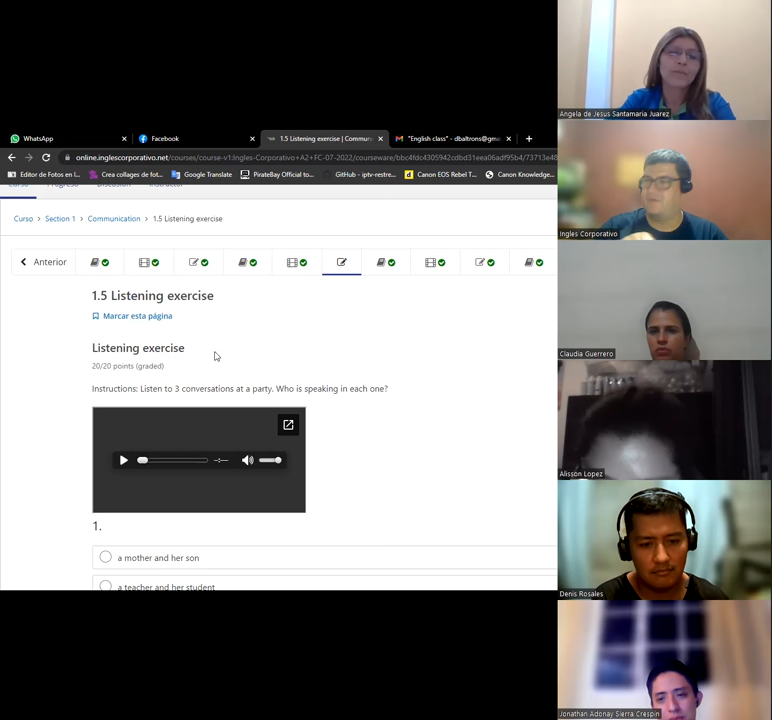 WhatsApp
Facebook
1.5 Listening exercise | Commun
"English class" - dbaltrons@gm
online.inglescorporativo.net/courses/course-v1:Ingles-Corporativo+A2+FC-07-2022/courseware/bbc4fdc4305942cdbd31eea06adf95b4/73713e48
Editor de Fotos en l...
Crea collages de fot...
Google Translate
PirateBay Official to...
GitHub - iptv-restre...
Canon EOS Rebel T...
Canon Knowledge...
Curso
Progreso
Discusión
Instructor
Curso > Section 1 > Communication > 1.5 Listening exercise
Anterior
1.5 Listening exercise
Marcar esta página
Listening exercise
20/20 points (graded)
Instructions: Listen to 3 conversations at a party. Who is speaking in each one?
-:--
1.
a mother and her son
a teacher and her student
Angela de Jesus Santamaria Juarez
Ingles Corporativo
Claudia Guerrero
Alisson Lopez
Denis Rosales
Jonathan Adonay Sierra Crespin